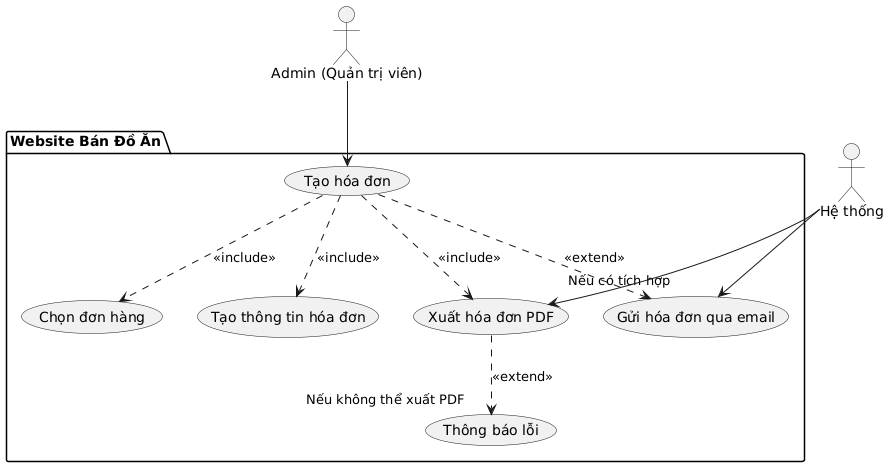 Admin (Quản trị viên)
Website Bán Đồ Ăn
Tạo hóa đơn
Hệ thống
«include»
«include»
«include»
«extend»
Nếu có tích hợp
Chọn đơn hàng
Tạo thông tin hóa đơn
Xuất hóa đơn PDF
Gửi hóa đơn qua email
«extend»
Nếu không thể xuất PDF
Thông báo lỗi